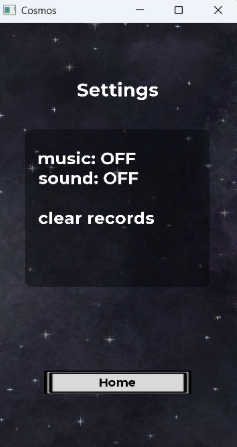 Cosmos
Settings
music: OFF
sound: OFF
clear records
Home